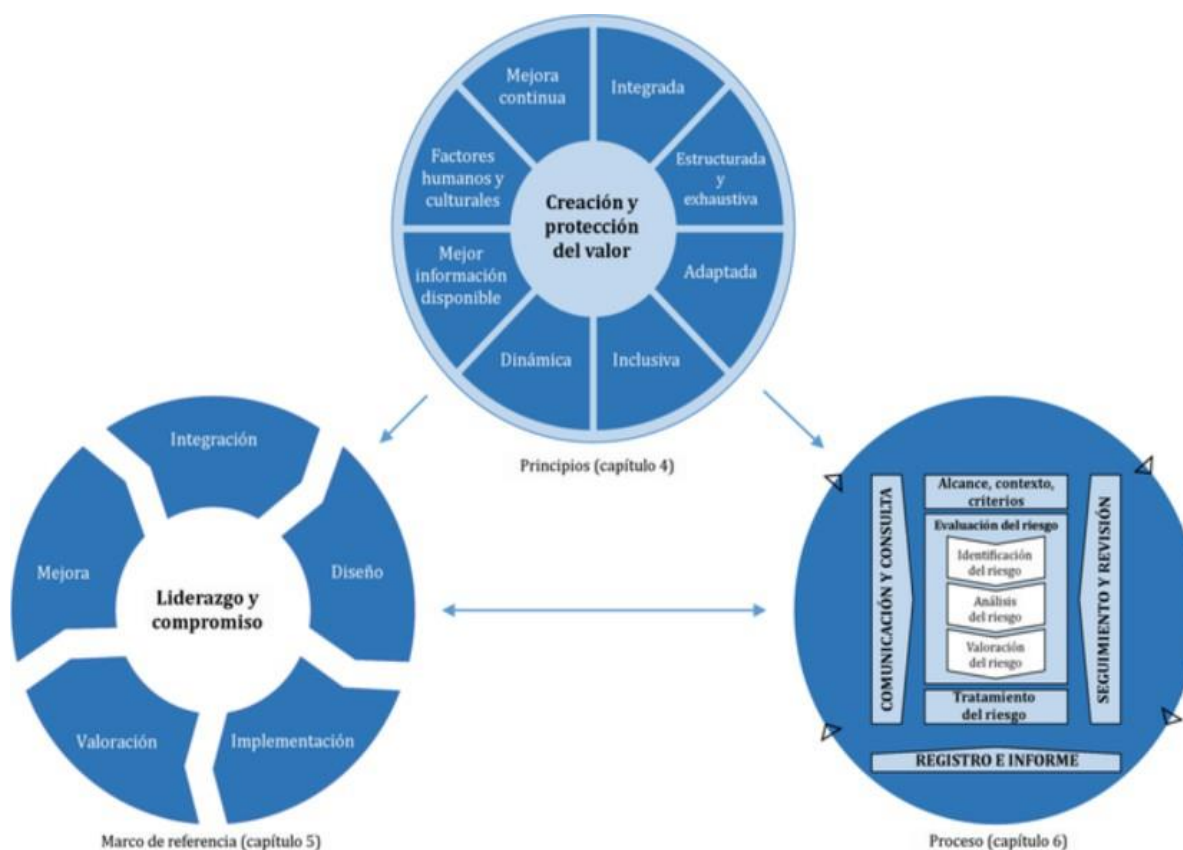 Mejora
continua
Integrada
Factores
humanos y
culturales
Estructurada
y
exhaustiva
Creación y
protección
del valor
Mejor
información
disponible
Adaptada
Dinámica
Inclusiva
Principios (capítulo 4)
Integración
Mejora
Diseño
Liderazgo y
compromiso
Valoración
Implementación
Marco de referencia (capítulo 5)
COMUNICACIÓN Y CONSULTA
Alcance, contexto,
criterios
Evaluación del riesgo
Identificación
del riesgo
Análisis
del riesgo
Valoración
del riesgo
Tratamiento
del riesgo
SEGUIMIENTO Y REVISIÓN
REGISTRO E INFORME
Proceso (capítulo 6)